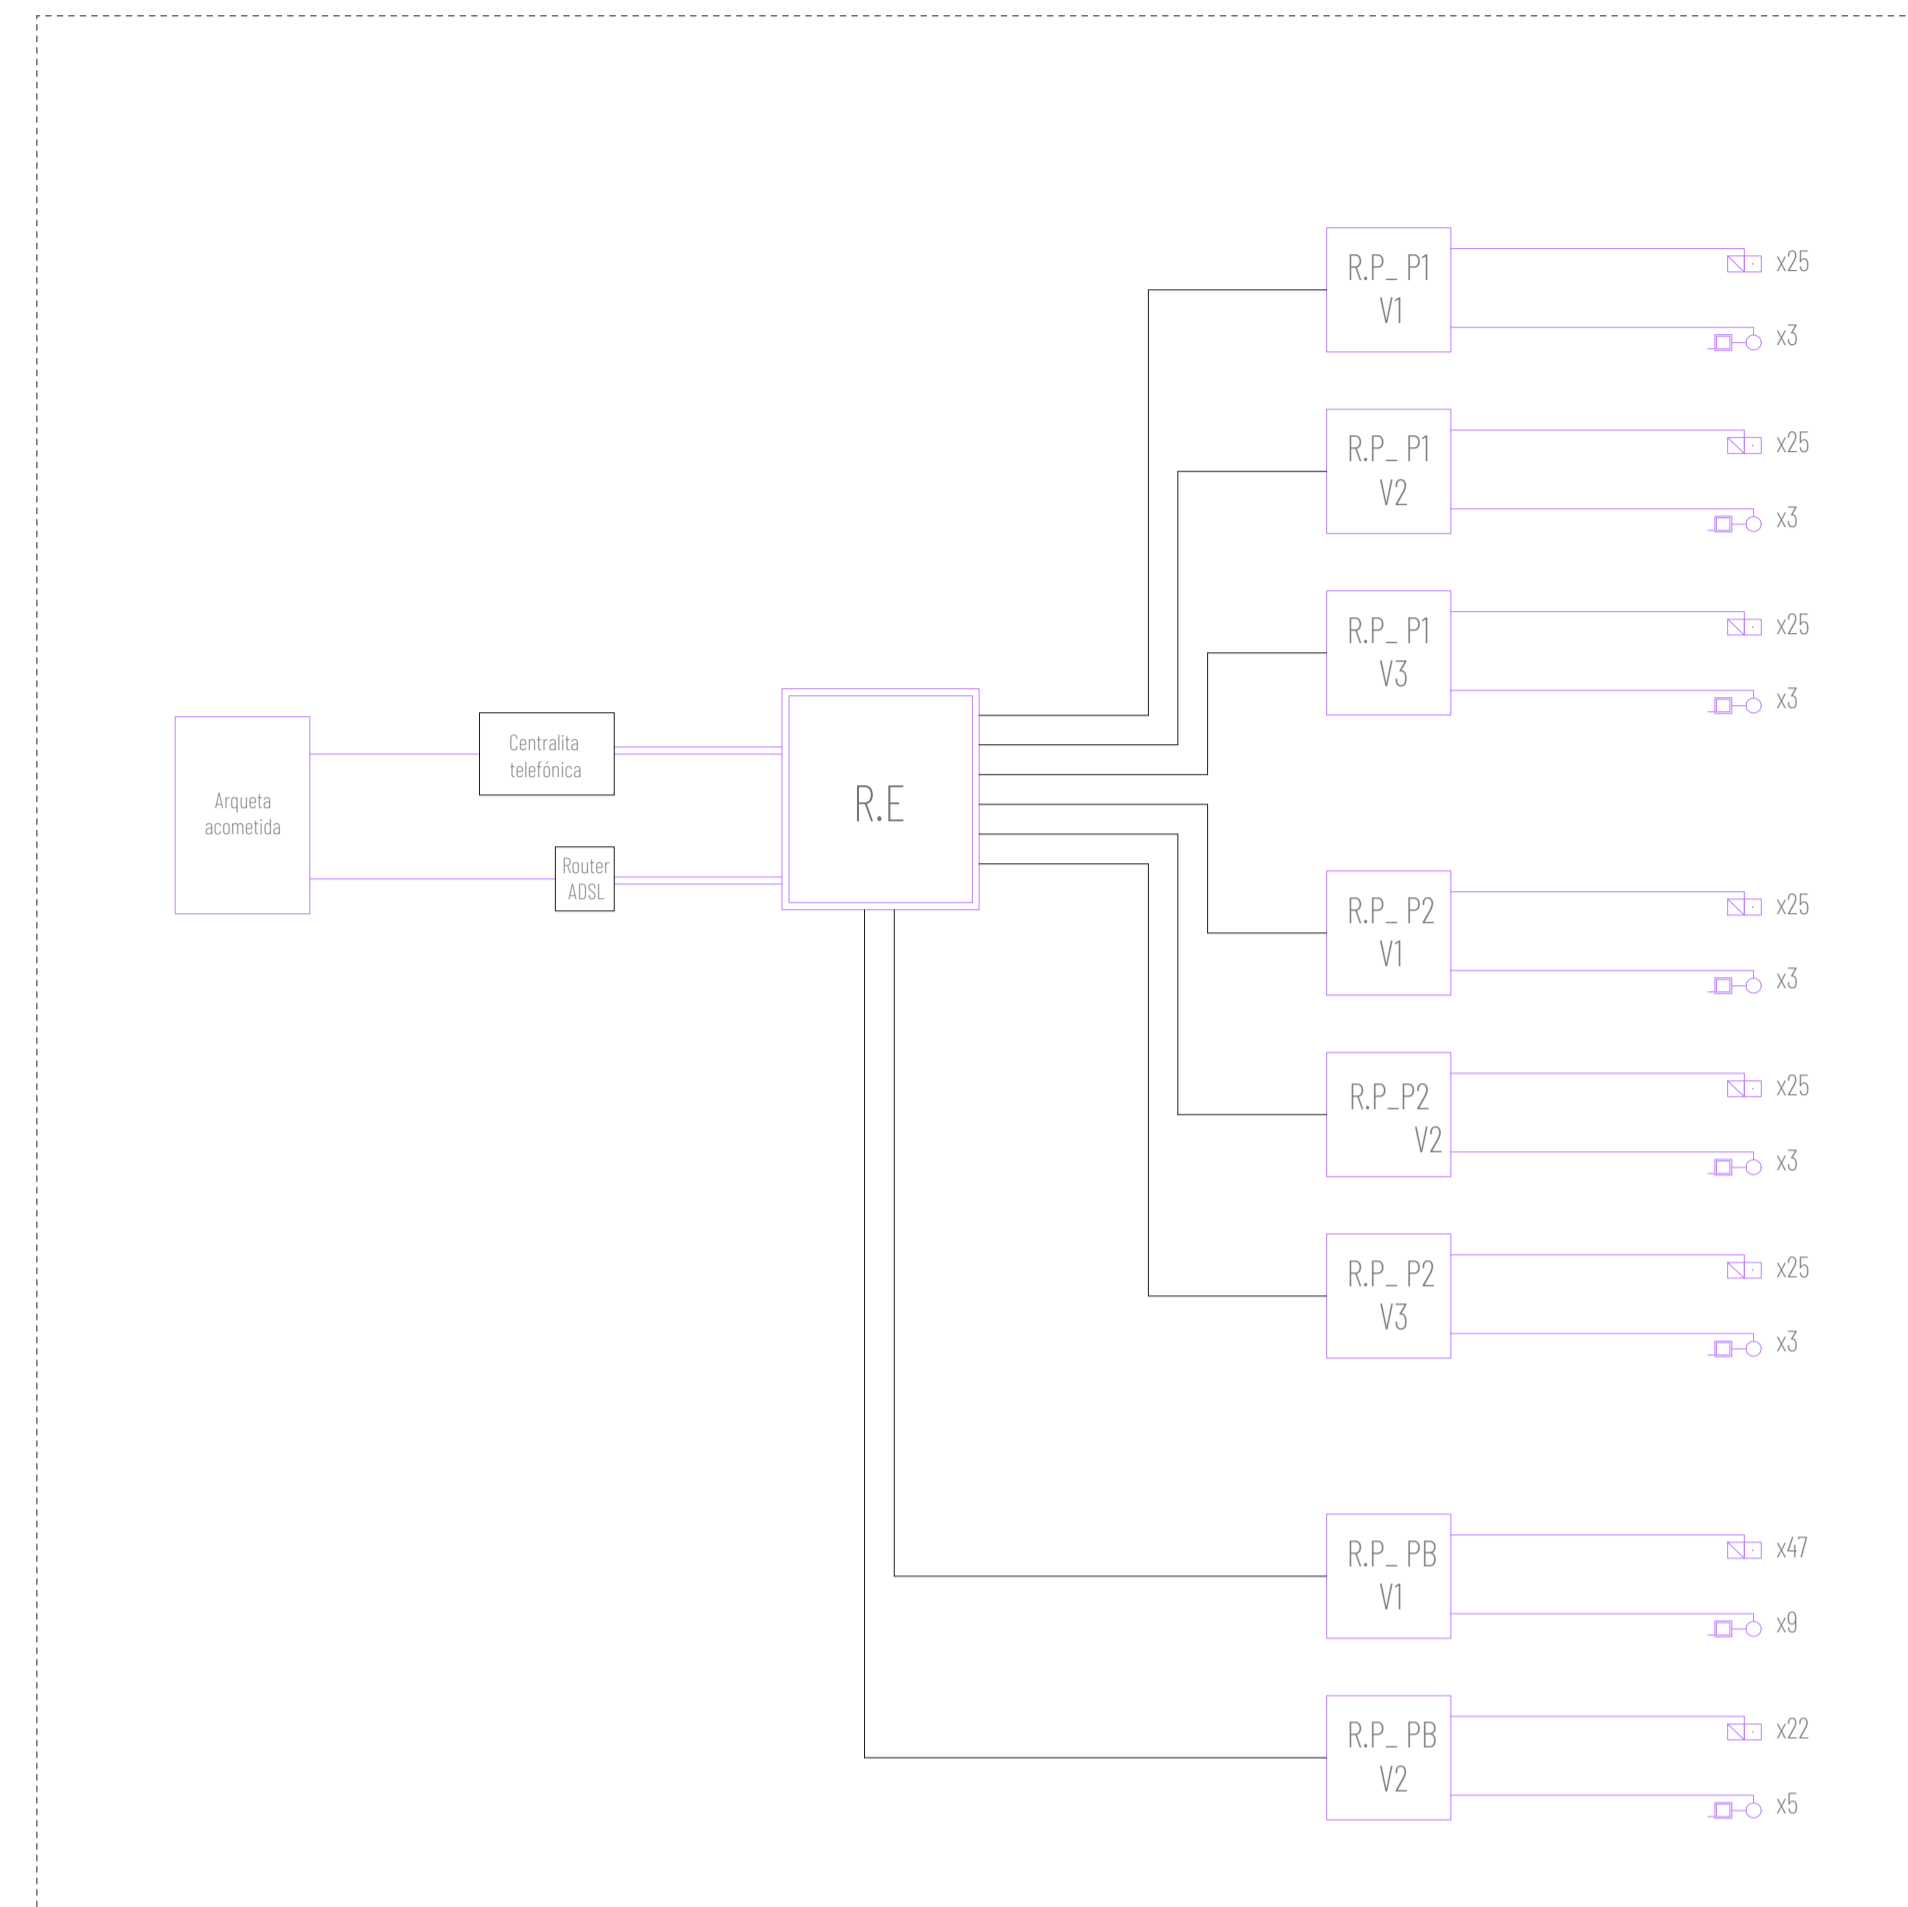 R.P_ P1
V1
x25
x3
R.P_ P1
V2
x25
x3
R.P_ P1
V3
x25
x3
Centralita
telefónica
Arqueta
acometida
R.E
Router
ADSL
R.P_ P2
V1
x25
x3
R.P_P2
V2
x25
x3
R.P_ P2
V3
x25
x3
R.P_ PB
V1
x47
x9
R.P_ PB
V2
x22
x5